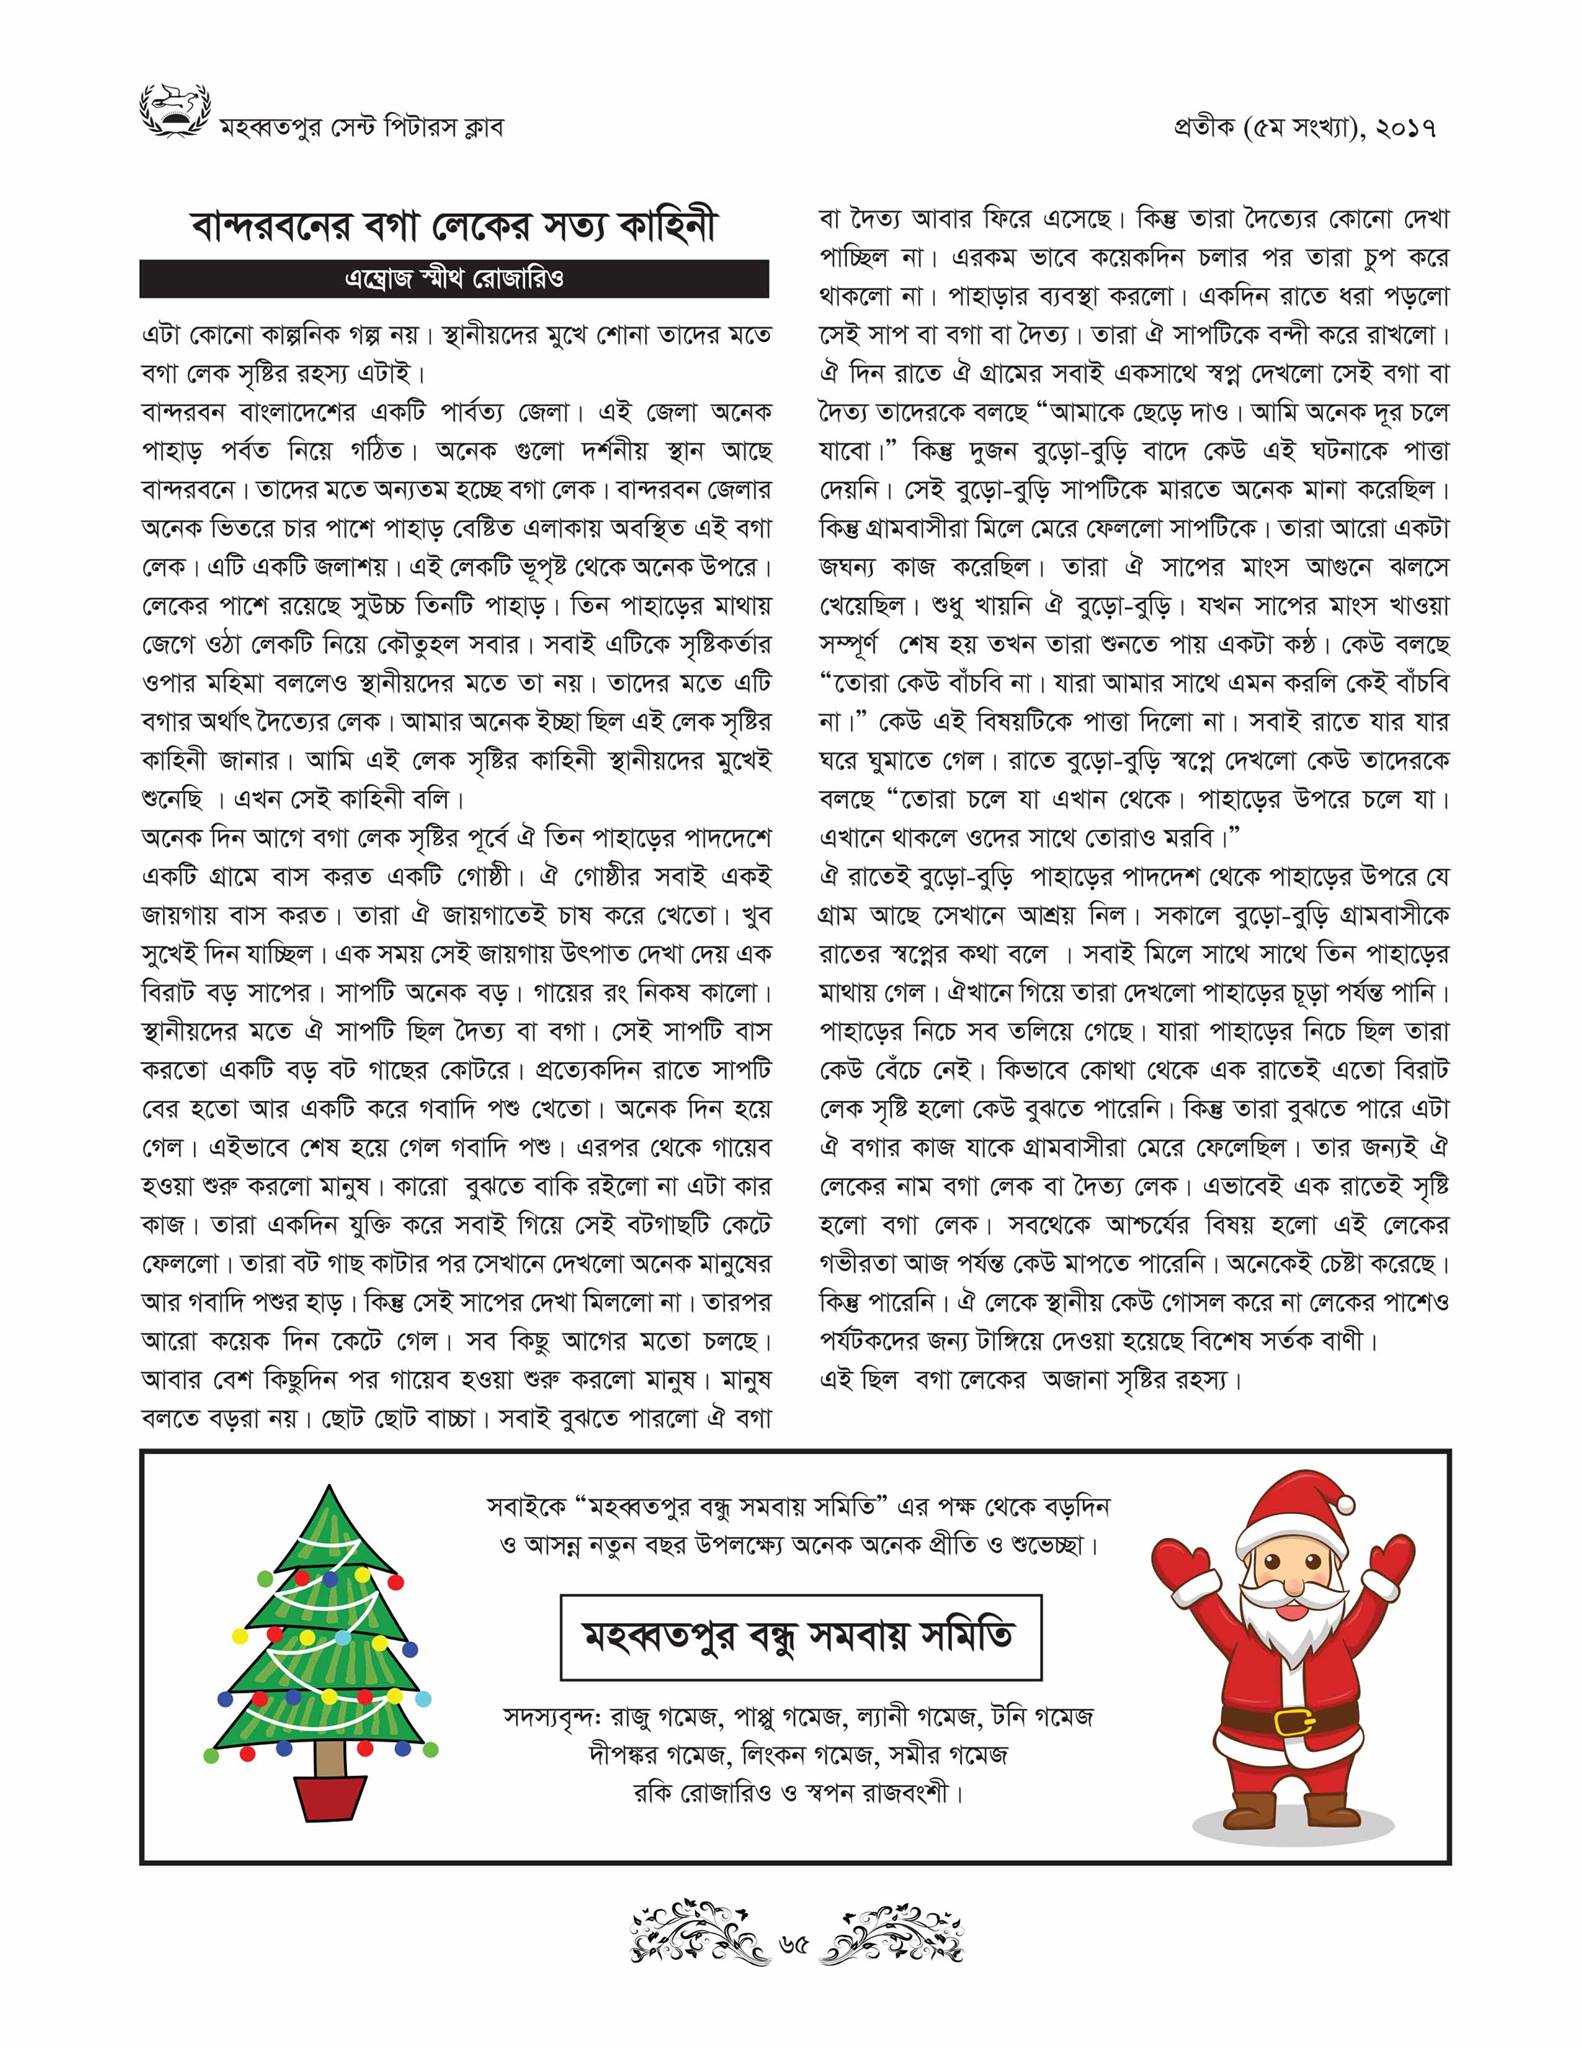 মহব্বতপুর সেন্ট পিটারস ক্লাব
প্রতীক (৫ম সংখ্যা), ২০১৭
বান্দরবনের বগা লেকের সত্য কাহিনী
এম্ব্রোজ স্মীথ রোজারিও
এটা কোনো কাল্পনিক গল্প নয়। স্থানীয়দের মুখে শোনা তাদের মতে
বগা লেক সৃষ্টির রহস্য এটাই।
বান্দরবন বাংলাদেশের একটি পার্বত্য জেলা। এই জেলা অনেক
পাহাড় পর্বত নিয়ে গঠিত। অনেক গুলো দর্শনীয় স্থান আছে
বান্দরবনে। তাদের মতে অন্যতম হচ্ছে বগা লেক। বান্দরবন জেলার
অনেক ভিতরে চার পাশে পাহাড় বেষ্টিত এলাকায় অবস্থিত এই বগা
লেক। এটি একটি জলাশয়। এই লেকটি ভূপৃষ্ট থেকে অনেক উপরে।
লেকের পাশে রয়েছে সুউচ্চ তিনটি পাহাড়। তিন পাহাড়ের মাথায়
জেগে ওঠা লেকটি নিয়ে কৌতুহল সবার। সবাই এটিকে সৃষ্টিকর্তার
ওপার মহিমা বললেও স্থানীয়দের মতে তা নয়। তাদের মতে এটি
বগার অর্থাৎ দৈত্যের লেক। আমার অনেক ইচ্ছা ছিল এই লেক সৃষ্টির
কাহিনী জানার। আমি এই লেক সৃষ্টির কাহিনী স্থানীয়দের মুখেই
শুনেছি । এখন সেই কাহিনী বলি।
অনেক দিন আগে বগা লেক সৃষ্টির পূর্বে ঐ তিন পাহাড়ের পাদদেশে
একটি গ্রামে বাস করত একটি গোষ্ঠী। ঐ গোষ্ঠীর সবাই একই
জায়গায় বাস করত। তারা ঐ জায়গাতেই চাষ করে খেতো। খুব
সুখেই দিন যাচ্ছিল। এক সময় সেই জায়গায় উৎপাত দেখা দেয় এক
বিরাট বড় সাপের। সাপটি অনেক বড়। গায়ের রং নিকষ কালো।
স্থানীয়দের মতে ঐ সাপটি ছিল দৈত্য বা বগা। সেই সাপটি বাস
করতো একটি বড় বট গাছের কোটরে। প্রত্যেকদিন রাতে সাপটি
বের হতো আর একটি করে গবাদি পশু খেতো। অনেক দিন হয়ে
গেল। এইভাবে শেষ হয়ে গেল গবাদি পশু। এরপর থেকে গায়েব
হওয়া শুরু করলো মানুষ। কারো বুঝতে বাকি রইলো না এটা কার
কাজ। তারা একদিন যুক্তি করে সবাই গিয়ে সেই বটগাছটি কেটে
ফেললো। তারা বট গাছ কাটার পর সেখানে দেখলো অনেক মানুষের
আর গবাদি পশুর হাড়। কিন্তু সেই সাপের দেখা মিললো না। তারপর
আরো কয়েক দিন কেটে গেল। সব কিছু আগের মতো চলছে।
আবার বেশ কিছুদিন পর গায়েব হওয়া শুরু করলো মানুষ। মানুষ
বলতে বড়রা নয়। ছোট ছোট বাচ্চা। সবাই বুঝতে পারলো ঐ বগা
বা দৈত্য আবার ফিরে এসেছে। কিন্তু তারা দৈত্যের কোনো দেখা
পাচ্ছিল না। এরকম ভাবে কয়েকদিন চলার পর তারা চুপ করে
থাকলো না। পাহাড়ার ব্যবস্থা করলো। একদিন রাতে ধরা পড়লো
সেই সাপ বা বগা বা দৈত্য। তারা ঐ সাপটিকে বন্দী করে রাখলো।
ঐ দিন রাতে ঐ গ্রামের সবাই একসাথে স্বপ্ন দেখলো সেই বগা বা
দৈত্য তাদেরকে বলছে “আমাকে ছেড়ে দাও। আমি অনেক দূর চলে
যাবো।” কিন্তু দুজন বুড়ো-বুড়ি বাদে কেউ এই ঘটনাকে পাত্তা
দেয়নি। সেই বুড়ো-বুড়ি সাপটিকে মারতে অনেক মানা করেছিল।
কিন্তু গ্রামবাসীরা মিলে মেরে ফেললো সাপটিকে। তারা আরো একটা
জঘন্য কাজ করেছিল। তারা ঐ সাপের মাংস আগুনে ঝলসে
খেয়েছিল। শুধু খায়নি ঐ বুড়ো-বুড়ি। যখন সাপের মাংস খাওয়া
সম্পূর্ণ শেষ হয় তখন তারা শুনতে পায় একটা কন্ঠ। কেউ বলছে
“তোরা কেউ বাঁচবি না। যারা আমার সাথে এমন করলি কেই বাঁচবি
না।” কেউ এই বিষয়টিকে পাত্তা দিলো না। সবাই রাতে যার যার
ঘরে ঘুমাতে গেল। রাতে বুড়ো-বুড়ি স্বপ্নে দেখলো কেউ তাদেরকে
বলছে “তোরা চলে যা এখান থেকে। পাহাড়ের উপরে চলে যা।
এখানে থাকলে ওদের সাথে তোরাও মরবি।”
ঐ রাতেই বুড়ো-বুড়ি পাহাড়ের পাদদেশ থেকে পাহাড়ের উপরে যে
গ্রাম আছে সেখানে আশ্রয় নিল। সকালে বুড়ো-বুড়ি গ্রামবাসীকে
রাতের স্বপ্নের কথা বলে । সবাই মিলে সাথে সাথে তিন পাহাড়ের
মাথায় গেল। ঐখানে গিয়ে তারা দেখলো পাহাড়ের চূড়া পর্যন্ত পানি।
পাহাড়ের নিচে সব তলিয়ে গেছে। যারা পাহাড়ের নিচে ছিল তারা
কেউ বেঁচে নেই। কিভাবে কোথা থেকে এক রাতেই এতো বিরাট
লেক সৃষ্টি হলো কেউ বুঝতে পারেনি। কিন্তু তারা বুঝতে পারে এটা
ঐ বগার কাজ যাকে গ্রামবাসীরা মেরে ফেলেছিল। তার জন্যই ঐ
লেকের নাম বগা লেক বা দৈত্য লেক। এভাবেই এক রাতেই সৃষ্টি
হলো বগা লেক। সবথেকে আশ্চর্যের বিষয় হলো এই লেকের
গভীরতা আজ পর্যন্ত কেউ মাপতে পারেনি। অনেকেই চেষ্টা করেছে।
কিন্তু পারেনি। ঐ লেকে স্থানীয় কেউ গোসল করে না লেকের পাশেও
পর্যটকদের জন্য টাঙ্গিয়ে দেওয়া হয়েছে বিশেষ সর্তক বাণী।
এই ছিল বগা লেকের অজানা সৃষ্টির রহস্য।
সবাইকে “মহব্বতপুর বন্ধু সমবায় সমিতি” এর পক্ষ থেকে বড়দিন
ও আসন্ন নতুন বছর উপলক্ষ্যে অনেক অনেক প্রীতি ও শুভেচ্ছা।
মহব্বতপুর বন্ধু সমবায় সমিতি
সদস্যবৃন্দ: রাজু গমেজ, পাপ্পু গমেজ, ল্যানী গমেজ, টনি গমেজ
দীপঙ্কর গমেজ, লিংকন গমেজ, সমীর গমেজ
রকি রোজারিও ও স্বপন রাজবংশী।
৬৫